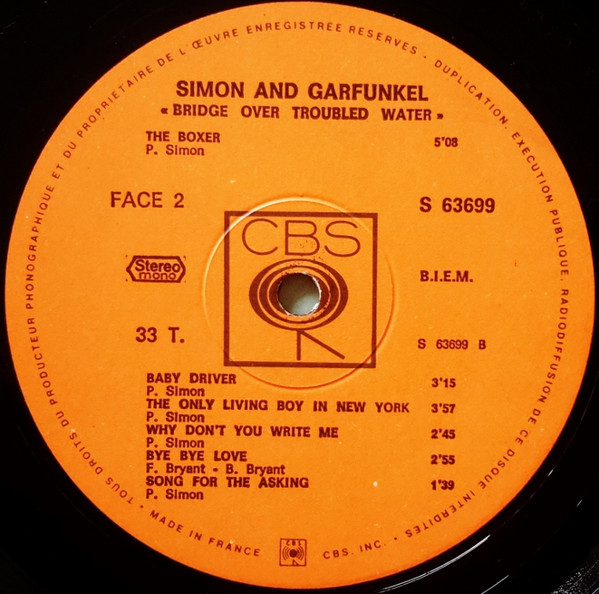 TOUS DROITS DU PRODUCTEUR PHONOGRAPHIQUE ET DU PROPRIETAIRE DE L'ŒUVRE ENREGISTREE RESERVES - DUPLICATION, EXECUTION PUBLIQUE, RADIODIFFUSION DE CE DISQUE INTERDITES
SIMON AND GARFUNKEL
« BRIDGE OVER TROUBLED WATER »
THE BOXER 5'08
P. Simon
FACE 2 S 63699
CBS
Stereo
mono
B.I.E.M.
33 T. S 63699 B
BABY DRIVER 3'15
P. Simon
THE ONLY LIVING BOY IN NEW YORK 3'57
P. Simon
WHY DON'T YOU WRITE ME 2'45
P. Simon
BYE BYE LOVE 2'55
F. Bryant - B. Bryant
SONG FOR THE ASKING 1'39
P. Simon
• MADE IN FRANCE CBS CBS. INC. •